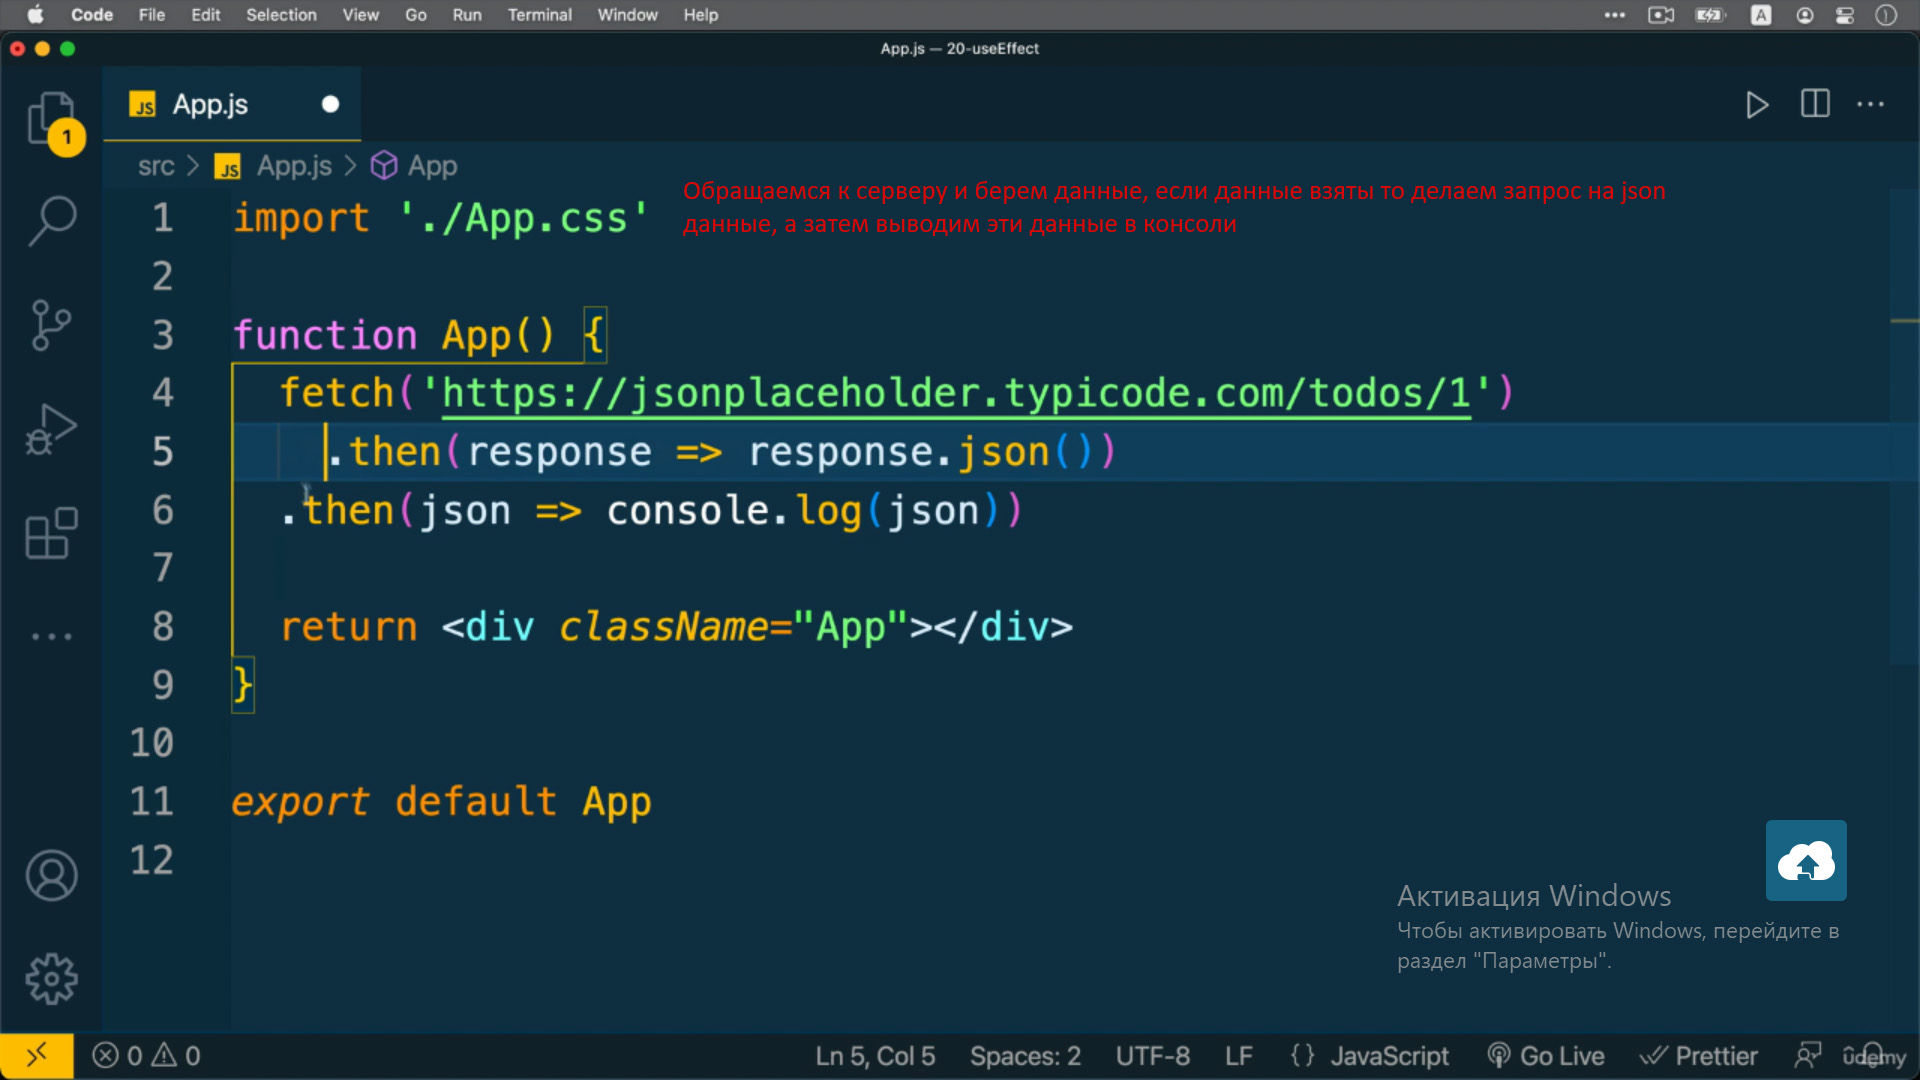 Code File Edit Selection View Go Run Terminal Window Help A
App.js — 20-useEffect
JS App.js
1
src > JS App.js > App
Обращаемся к серверу и берем данные, если данные взяты то делаем запрос на json
данные, а затем выводим эти данные в консоли
1 import './App.css'
2
3 function App() {
4 fetch('https://jsonplaceholder.typicode.com/todos/1')
5 .then(response => response.json())
6 .then(json => console.log(json))
7
8 return <div className="App"></div>
9 }
10
11 export default App
12
Активация Windows
Чтобы активировать Windows, перейдите в
раздел "Параметры".
0 0 Ln 5, Col 5 Spaces: 2 UTF-8 LF {} JavaScript Go Live Prettier udemy